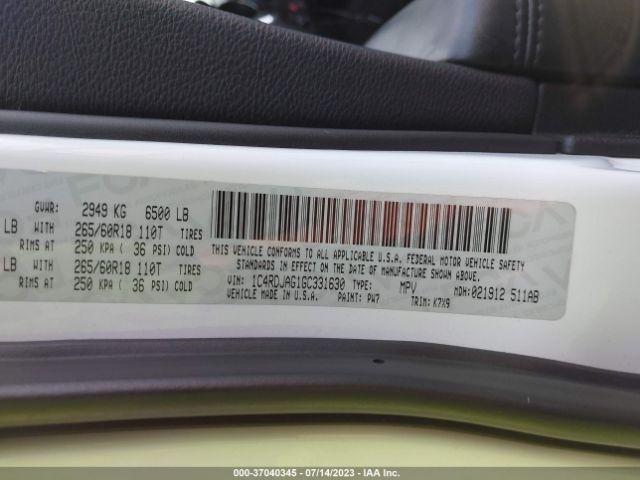 GVWR: 2949 KG 6500 LB
LB WITH 265/60R18 110T TIRES
RIMS AT 250 KPA ( 36 PSI) COLD
LB WITH 265/60R18 110T TIRES
RIMS AT 250 KPA ( 36 PSI) COLD
THIS VEHICLE CONFORMS TO ALL APPLICABLE U.S.A. FEDERAL MOTOR VEHICLE SAFETY
STANDARDS IN EFFECT ON THE DATE OF MANUFACTURE SHOWN ABOVE.
VIN: 1C4RDJAG1GC331630 TYPE: MPV MDH: 021912 511AB
VEHICLE MADE IN U.S.A. PAINT: PW7 TRIM: K7X9
000-37040345 / 07/14/2023 - IAA Inc.